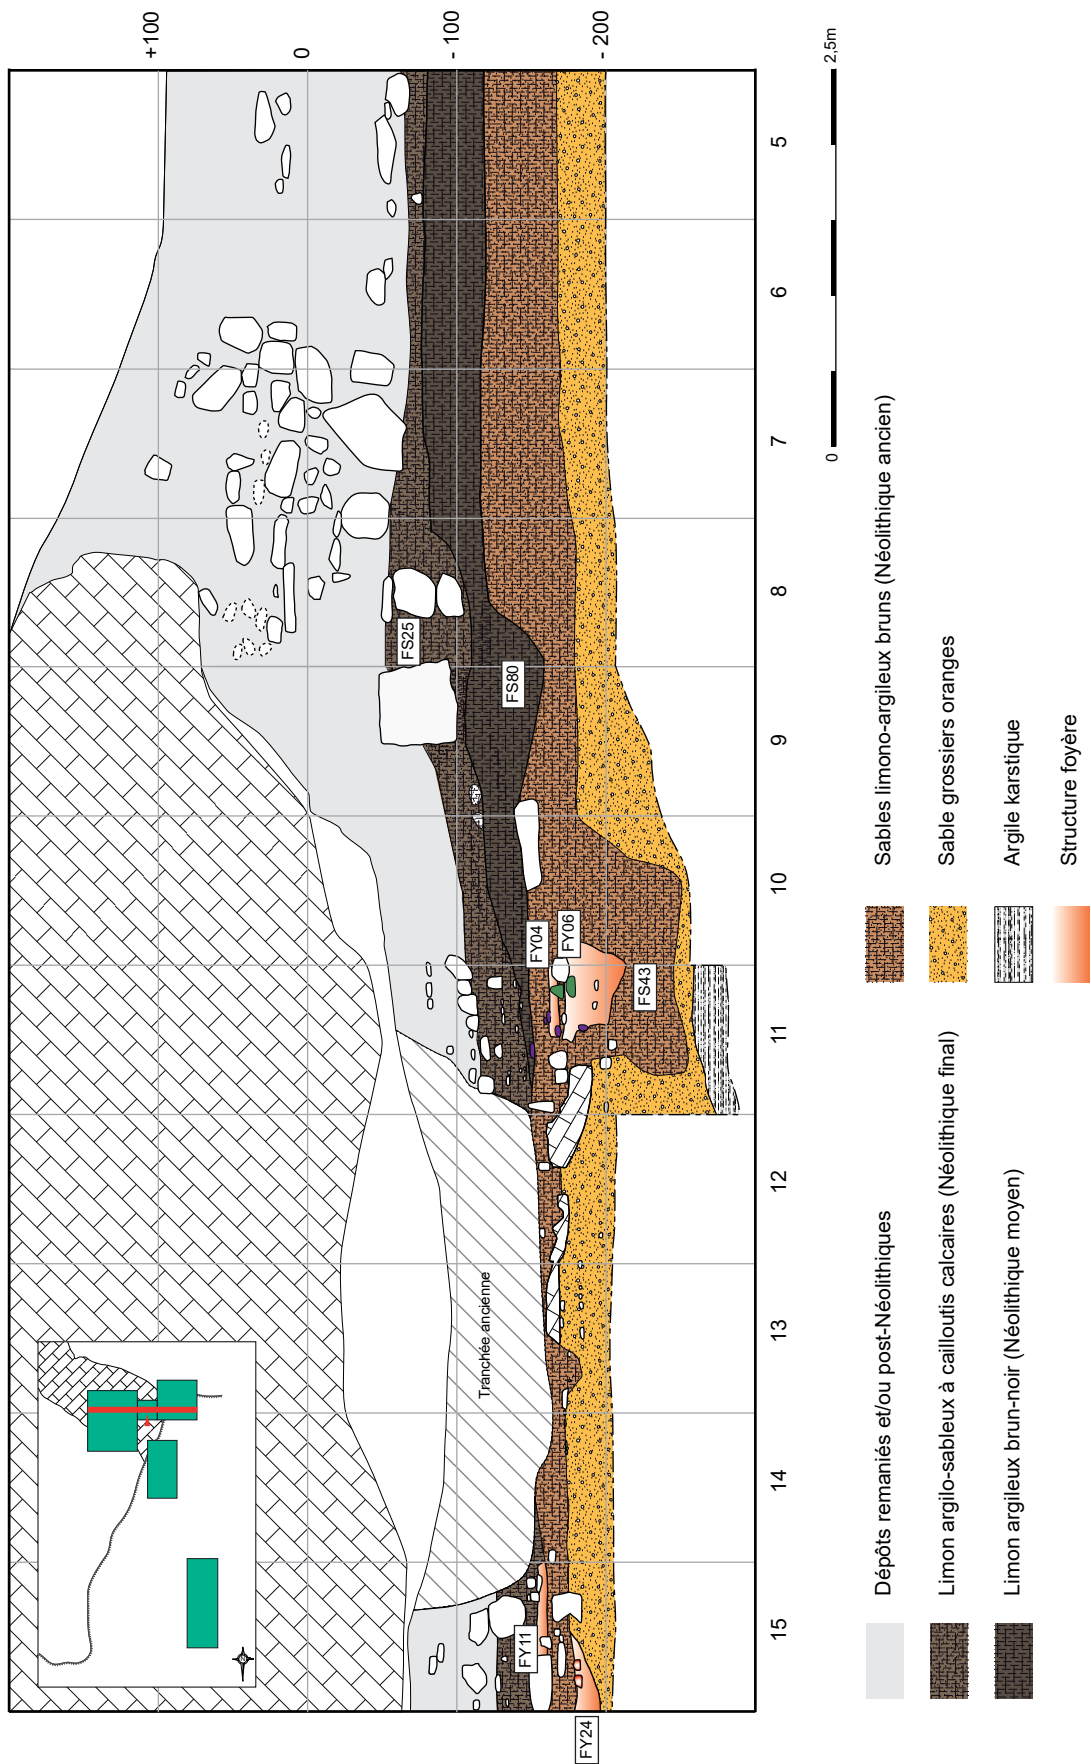 +100
0
- 100
- 200
15
14
13
12
11
10
9
8
7
6
5
Tranchée ancienne
FS25
FS80
FY04
FY06
FS43
FY11
FY24
N
0
2,5m
Dépôts remaniés et/ou post-Néolithiques
Limon argilo-sableux à cailloutis calcaires (Néolithique final)
Limon argileux brun-noir (Néolithique moyen)
Sables limono-argileux bruns (Néolithique ancien)
Sable grossiers oranges
Argile karstique
Structure foyère